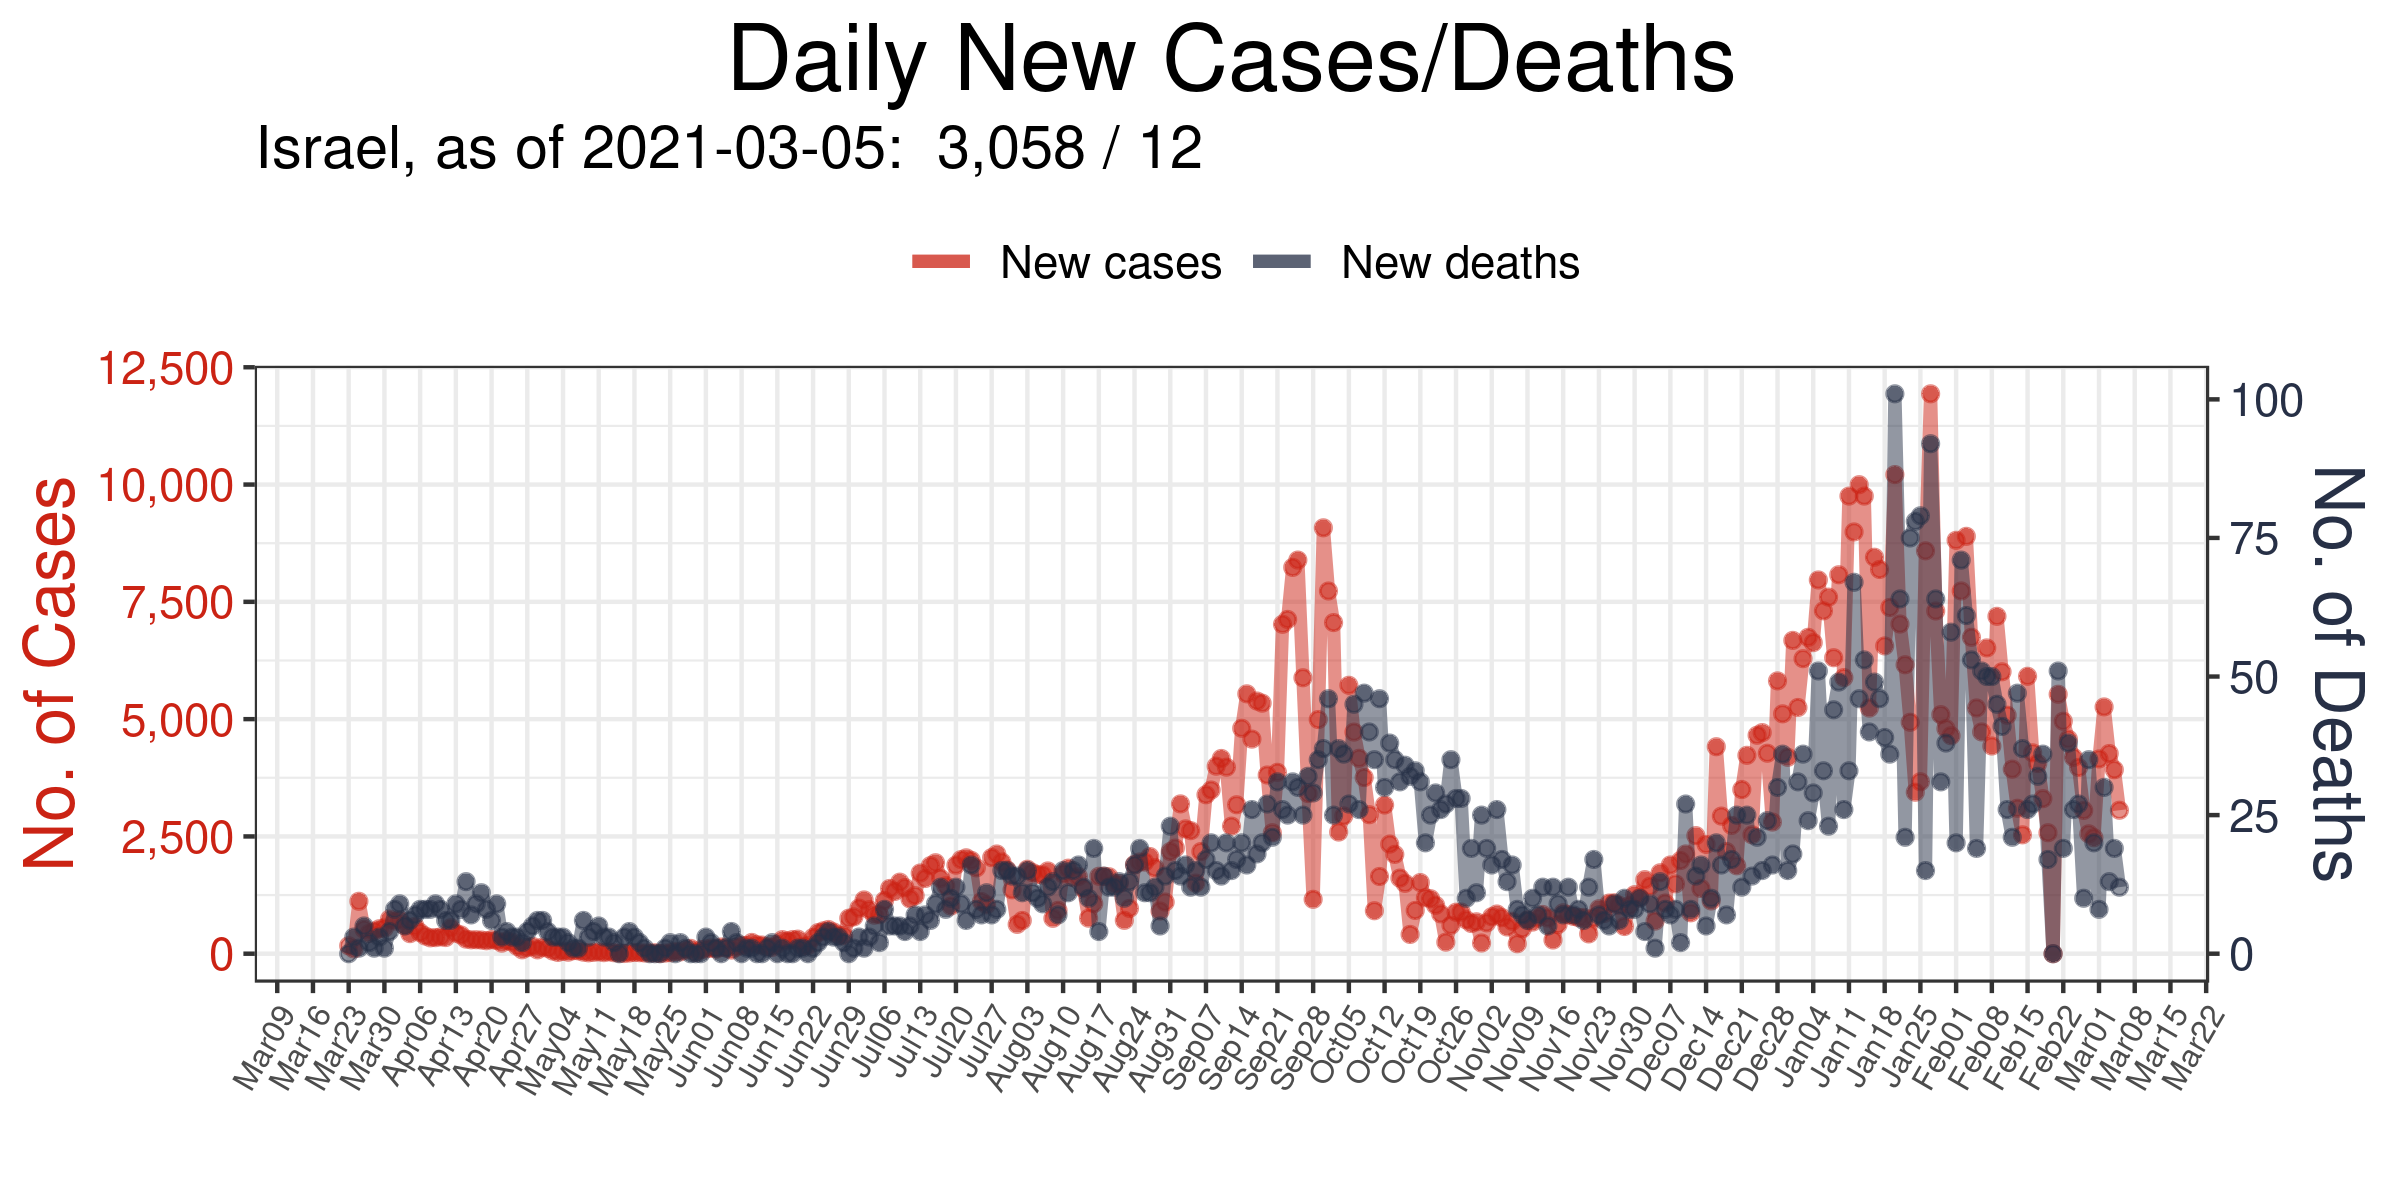 Daily New Cases/Deaths
Israel, as of 2021-03-05:  3,058 / 12
New cases
New deaths
No. of Cases
12,500
10,000
7,500
5,000
2,500
0
100
75
50
25
0
No. of Deaths
Mar09
Mar16
Mar23
Mar30
Apr06
Apr13
Apr20
Apr27
May04
May11
May18
May25
Jun01
Jun08
Jun15
Jun22
Jun29
Jul06
Jul13
Jul20
Jul27
Aug03
Aug10
Aug17
Aug24
Aug31
Sep07
Sep14
Sep21
Sep28
Oct05
Oct12
Oct19
Oct26
Nov02
Nov09
Nov16
Nov23
Nov30
Dec07
Dec14
Dec21
Dec28
Jan04
Jan11
Jan18
Jan25
Feb01
Feb08
Feb15
Feb22
Mar01
Mar08
Mar15
Mar22